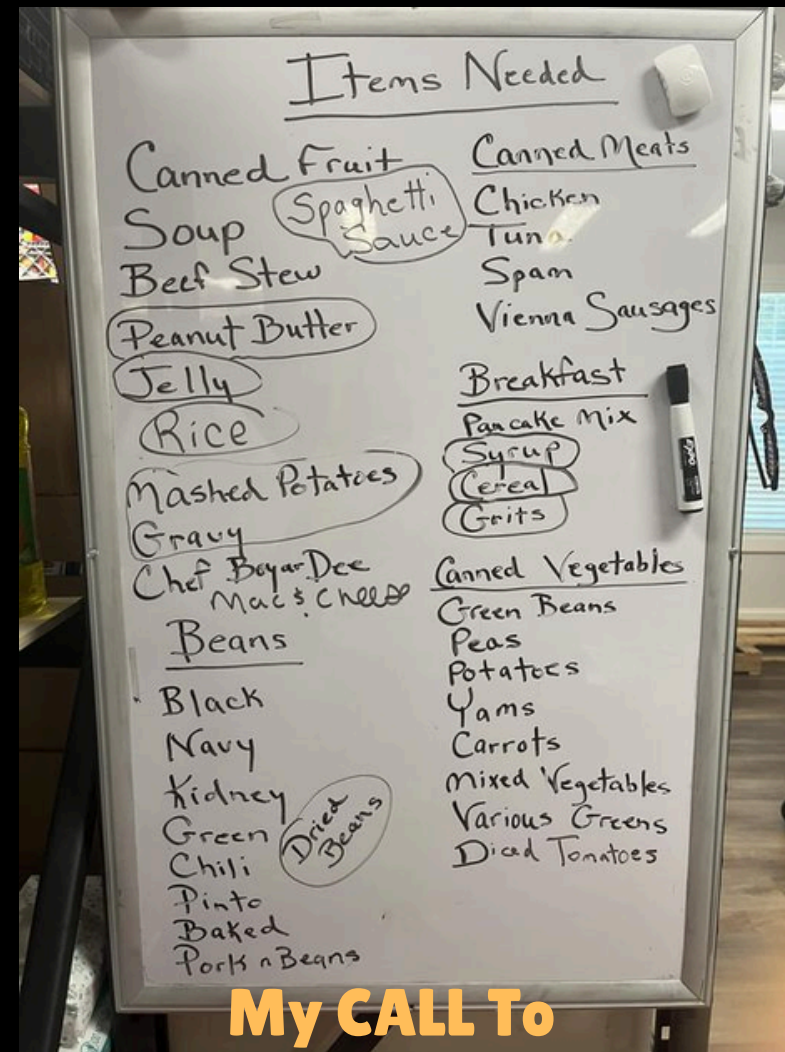 Items Needed
Canned Fruit
Spaghetti
Sauce
Soup
Beef Stew
Peanut Butter
Jelly
Rice
Mashed Potatoes
Gravy
Chef BoyarDee
Mac & Cheese
Beans
Black
Navy
Kidney
Green
Chili
Pinto
Baked
Pork n Beans
Dried
Beans
Canned Meats
Chicken
Tuna
Spam
Vienna Sausages
Breakfast
Pancake Mix
Syrup
Cereal
Grits
Canned Vegetables
Green Beans
Peas
Potatoes
Yams
Carrots
Mixed Vegetables
Various Greens
Diced Tomatoes
EXPO
My CALL To